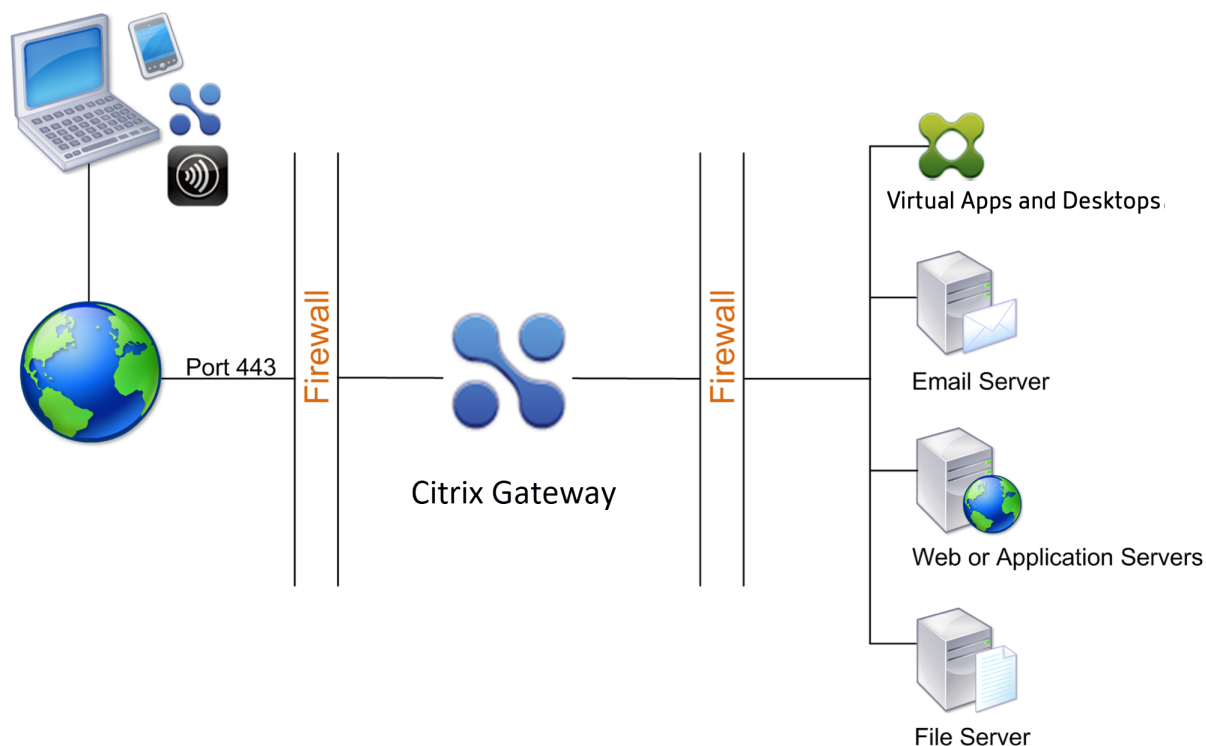 Port 443
Firewall
Citrix Gateway
Firewall
Virtual Apps and Desktops
Email Server
Web or Application Servers
File Server